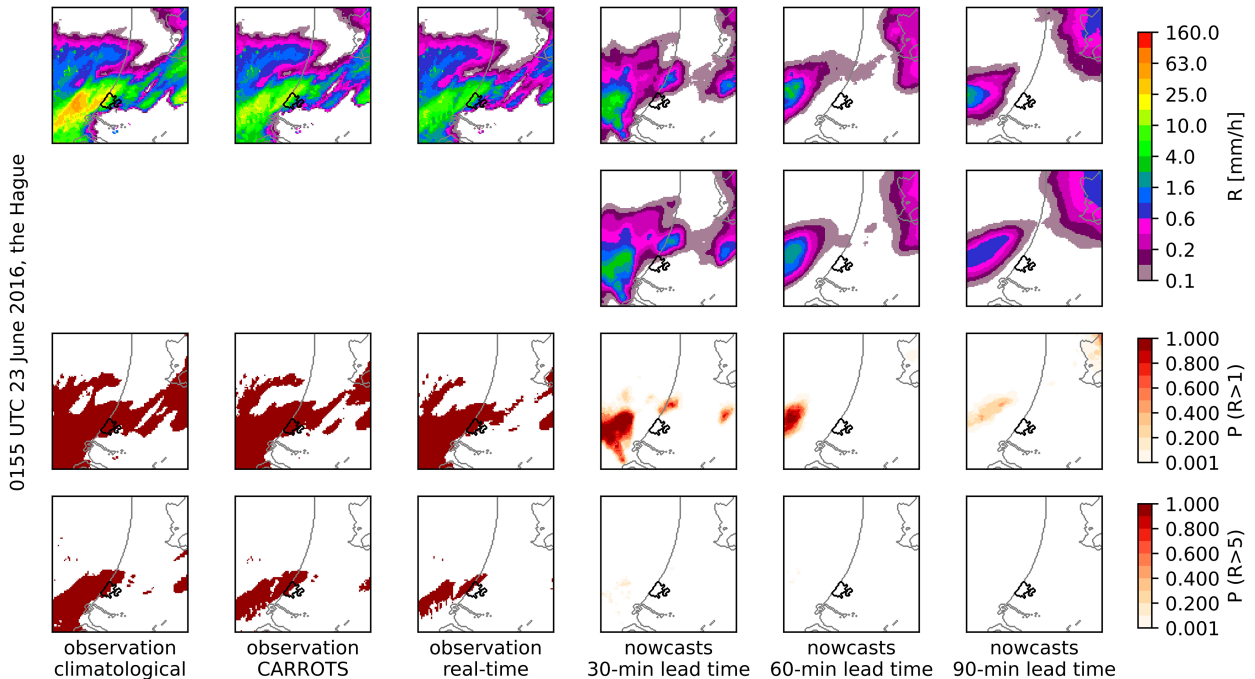 0155 UTC 23 June 2016, the Hague
160.0
63.0
25.0
10.0
4.0
1.6
0.6
0.2
0.1
R [mm/h]
1.000
0.800
0.600
0.400
0.200
0.001
P (R>1)
1.000
0.800
0.600
0.400
0.200
0.001
P (R>5)
observation
climatological
observation
CARROTS
observation
real-time
nowcasts
30-min lead time
nowcasts
60-min lead time
nowcasts
90-min lead time